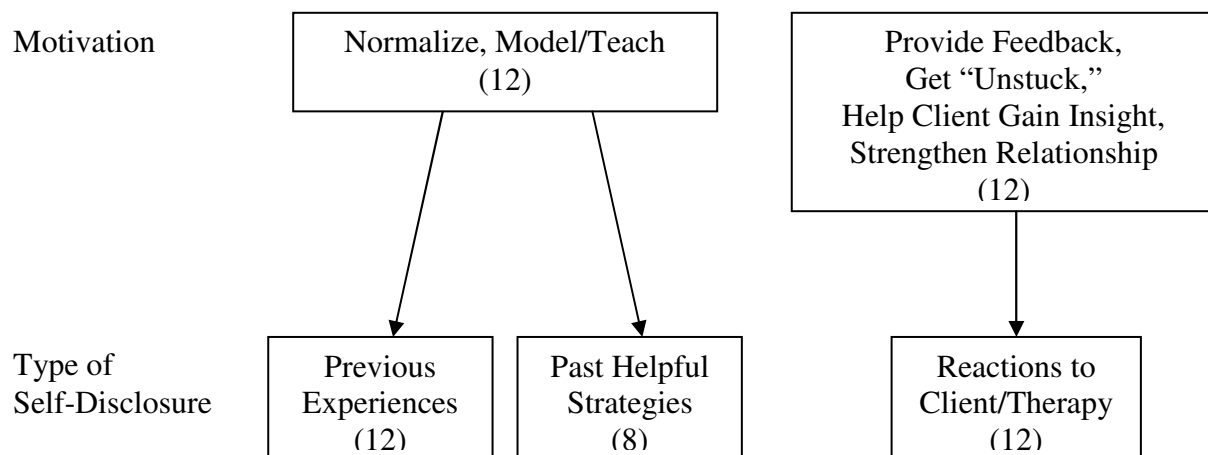 Motivation
Normalize, Model/Teach
(12)
Provide Feedback,
Get “Unstuck,”
Help Client Gain Insight,
Strengthen Relationship
(12)
Type of
Self-Disclosure
Previous
Experiences
(12)
Past Helpful
Strategies
(8)
Reactions to
Client/Therapy
(12)